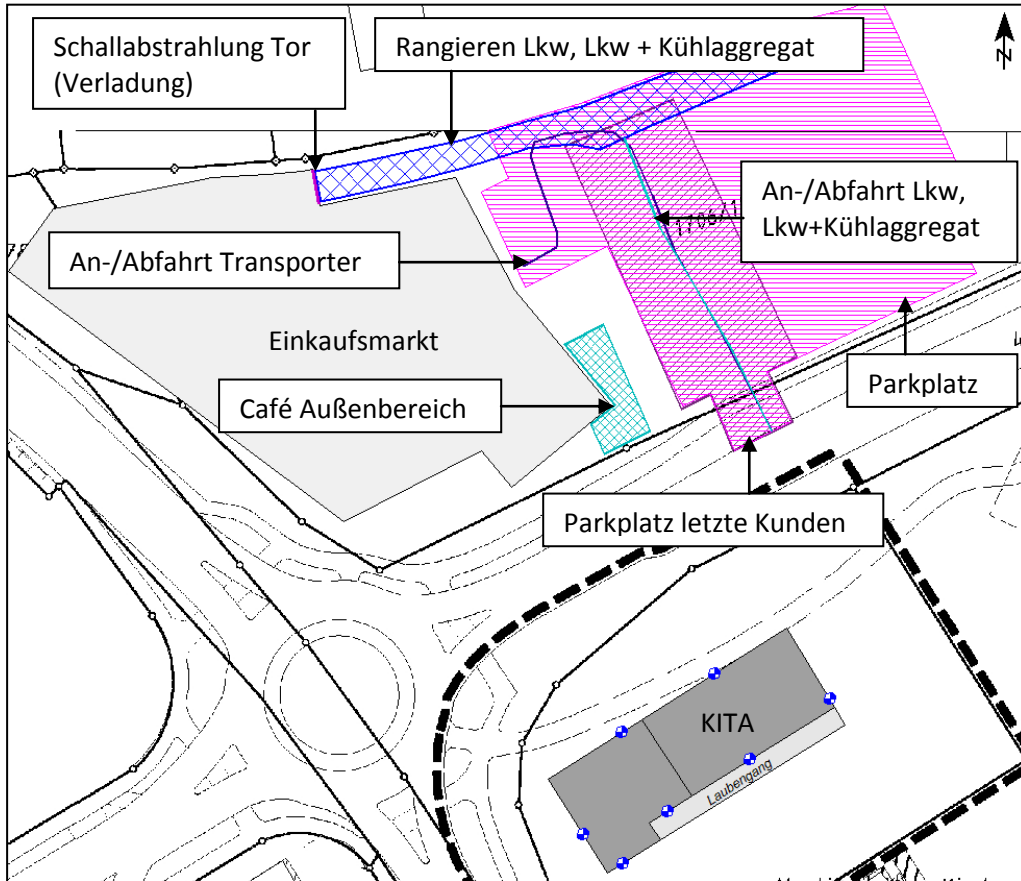 Schallabstrahlung Tor
(Verladung)
Rangieren Lkw, Lkw + Kühlaggregat
N
An-/Abfahrt Lkw,
Lkw+Kühlaggregat
An-/Abfahrt Transporter
Einkaufsmarkt
Parkplatz
Café Außenbereich
Parkplatz letzte Kunden
KITA
Laubengang